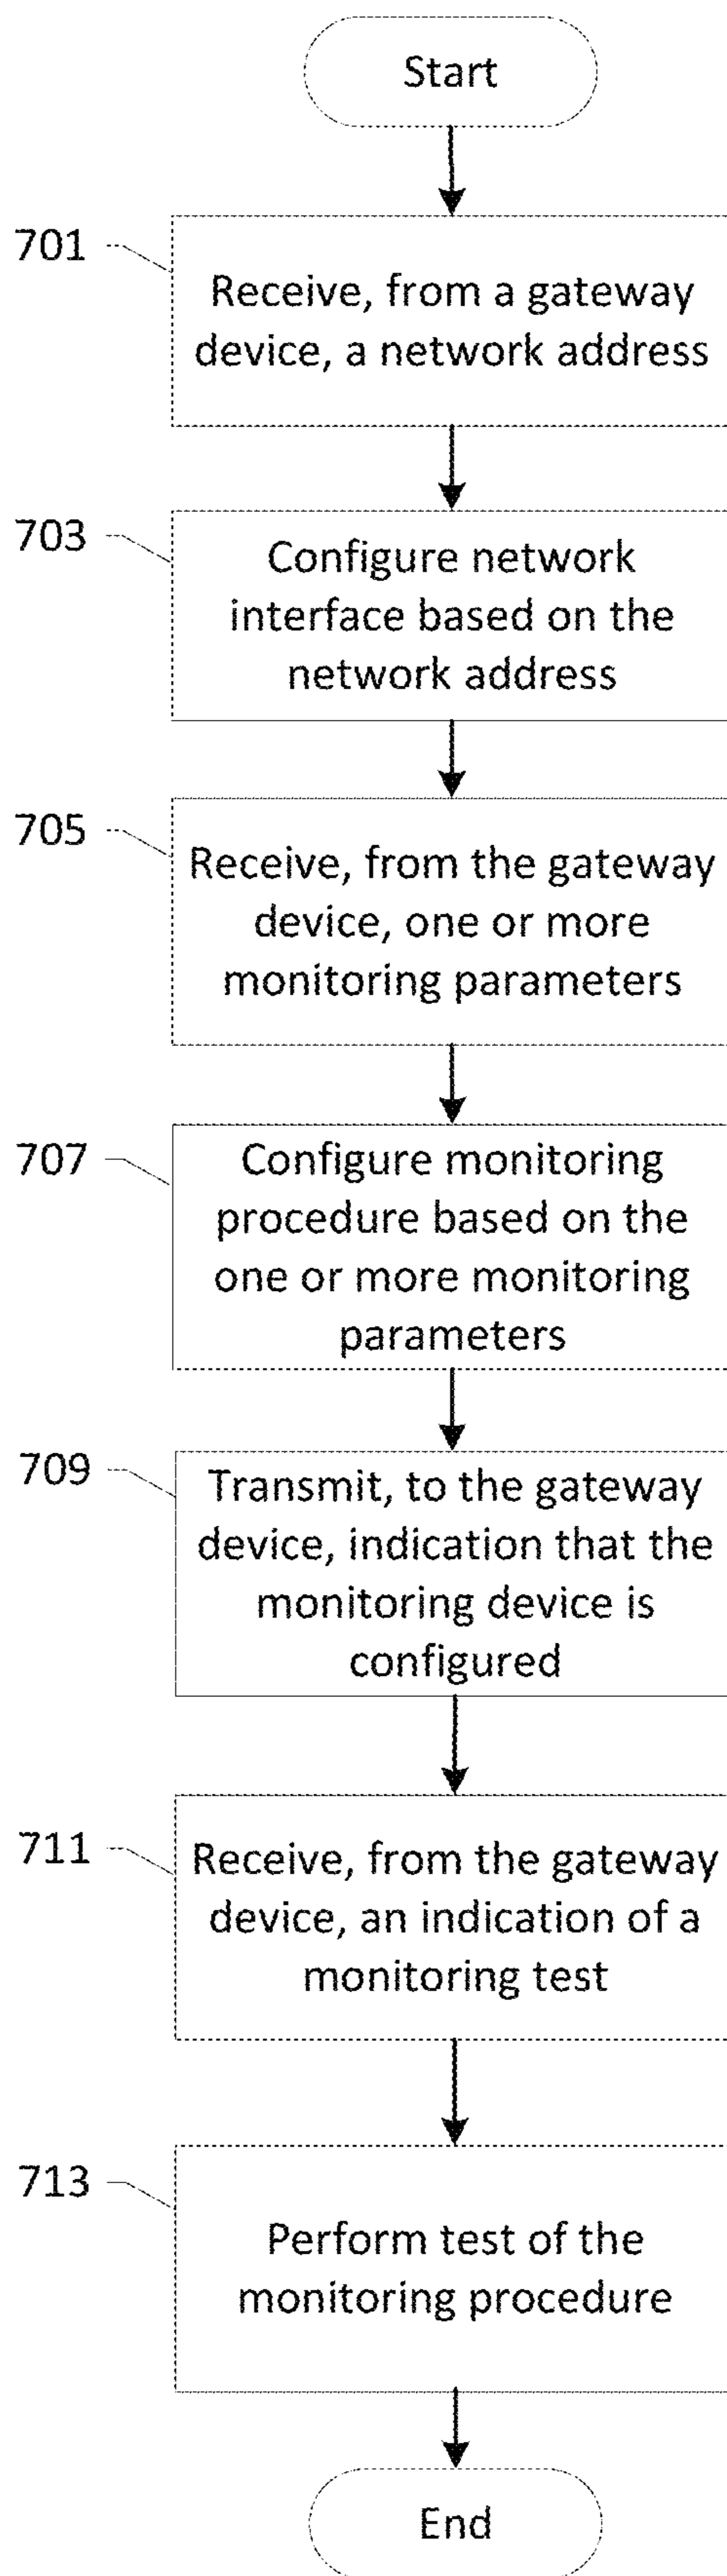 Start
701
Receive, from a gateway
device, a network address
703
Configure network
interface based on the
network address
705
Receive, from the gateway
device, one or more
monitoring parameters
707
Configure monitoring
procedure based on the
one or more monitoring
parameters
709
Transmit, to the gateway
device, indication that the
monitoring device is
configured
711
Receive, from the gateway
device, an indication of a
monitoring test
713
Perform test of the
monitoring procedure
End